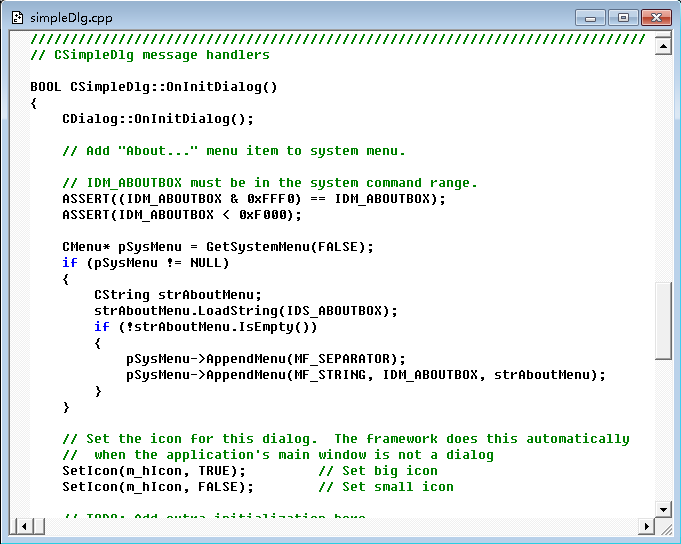 simpleDlg.cpp
/////////////////////////////////////////////////////////////////////////////
// CSimpleDlg message handlers
BOOL CSimpleDlg::OnInitDialog()
{
    CDialog::OnInitDialog();
    // Add "About..." menu item to system menu.
    // IDM_ABOUTBOX must be in the system command range.
    ASSERT((IDM_ABOUTBOX & 0xFFF0) == IDM_ABOUTBOX);
    ASSERT(IDM_ABOUTBOX < 0xF000);
    CMenu* pSysMenu = GetSystemMenu(FALSE);
    if (pSysMenu != NULL)
    {
        CString strAboutMenu;
        strAboutMenu.LoadString(IDS_ABOUTBOX);
        if (!strAboutMenu.IsEmpty())
        {
            pSysMenu->AppendMenu(MF_SEPARATOR);
            pSysMenu->AppendMenu(MF_STRING, IDM_ABOUTBOX, strAboutMenu);
        }
    }
    // Set the icon for this dialog.  The framework does this automatically
    //  when the application's main window is not a dialog
    SetIcon(m_hIcon, TRUE);         // Set big icon
    SetIcon(m_hIcon, FALSE);        // Set small icon
    // TODO: Add extra initialization here